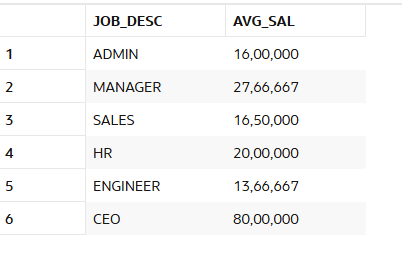 JOB_DESC AVG_SAL
1 ADMIN 16,00,000
2 MANAGER 27,66,667
3 SALES 16,50,000
4 HR 20,00,000
5 ENGINEER 13,66,667
6 CEO 80,00,000